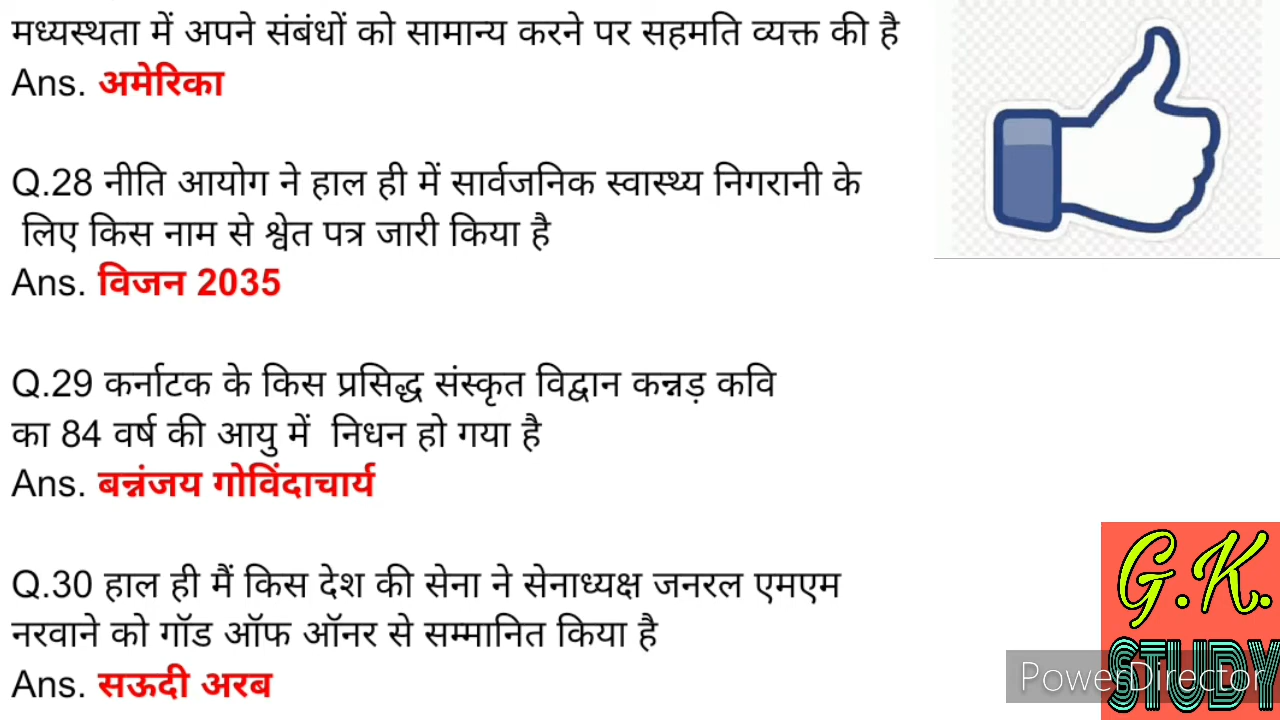 मध्यस्थता में अपने संबंधों को सामान्य करने पर सहमति व्यक्त की है
Ans. अमेरिका
Q.28 नीति आयोग ने हाल ही में सार्वजनिक स्वास्थ्य निगरानी के
लिए किस नाम से श्वेत पत्र जारी किया है
Ans. विजन 2035
Q.29 कर्नाटक के किस प्रसिद्ध संस्कृत विद्वान कन्नड़ कवि
का 84 वर्ष की आयु में निधन हो गया है
Ans. बन्नंजय गोविंदाचार्य
Q.30 हाल ही मैं किस देश की सेना ने सेनाध्यक्ष जनरल एमएम
नरवाने को गॉड ऑफ ऑनर से सम्मानित किया है
Ans. सऊदी अरब
G.K.
STUDY
PowerDirector